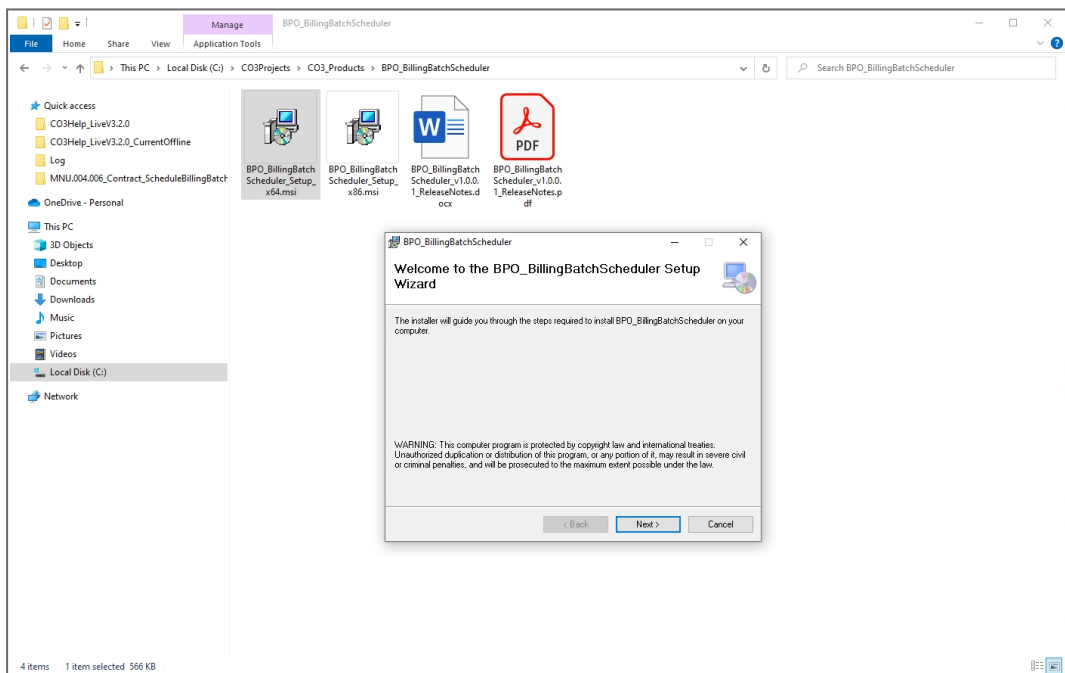 Manage
BPO_BillingBatchScheduler
File
Home
Share
View
Application Tools
This PC > Local Disk (C:) > CO3Projects > CO3_Products > BPO_BillingBatchScheduler
Search BPO_BillingBatchScheduler
Quick access
CO3Help_LiveV3.2.0
CO3Help_LiveV3.2.0_CurrentOffline
Log
MNU.004.006_Contract_ScheduleBillingBatch
OneDrive - Personal
This PC
3D Objects
Desktop
Documents
Downloads
Music
Pictures
Videos
Local Disk (C:)
Network
BPO_BillingBatch
Scheduler_Setup_
x64.msi
BPO_BillingBatch
Scheduler_Setup_
x86.msi
W
BPO_BillingBatch
Scheduler_v1.0.0.
1_ReleaseNotes.d
ocx
PDF
BPO_BillingBatch
Scheduler_v1.0.0.
1_ReleaseNotes.p
df
BPO_BillingBatchScheduler
Welcome to the BPO_BillingBatchScheduler Setup
Wizard
The installer will guide you through the steps required to install BPO_BillingBatchScheduler on your
computer.
WARNING: This computer program is protected by copyright law and international treaties.
Unauthorized duplication or distribution of this program, or any portion of it, may result in severe civil
or criminal penalties, and will be prosecuted to the maximum extent possible under the law.
< Back
Next >
Cancel
4 items
1 item selected 566 KB